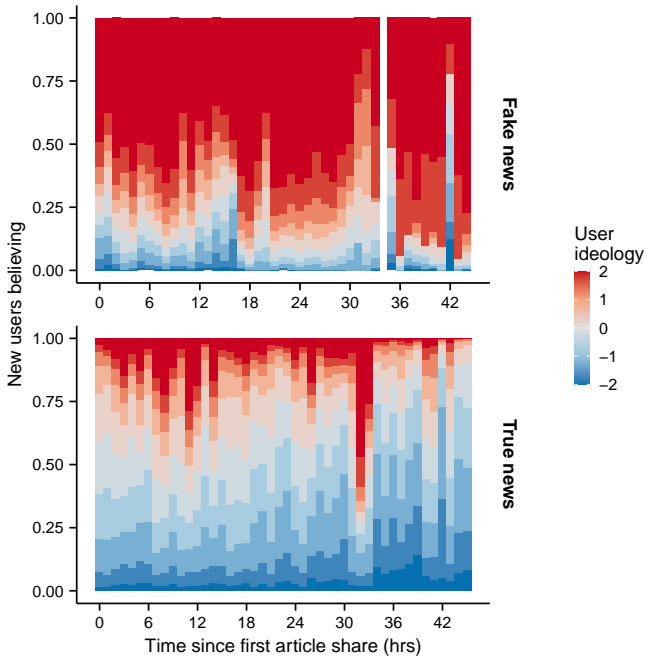 New users believing
1.00
0.75
0.50
0.25
0.00
0 6 12 18 24 30 36 42
Fake news
1.00
0.75
0.50
0.25
0.00
0 6 12 18 24 30 36 42
True news
Time since first article share (hrs)
User
ideology
2
1
0
−1
−2